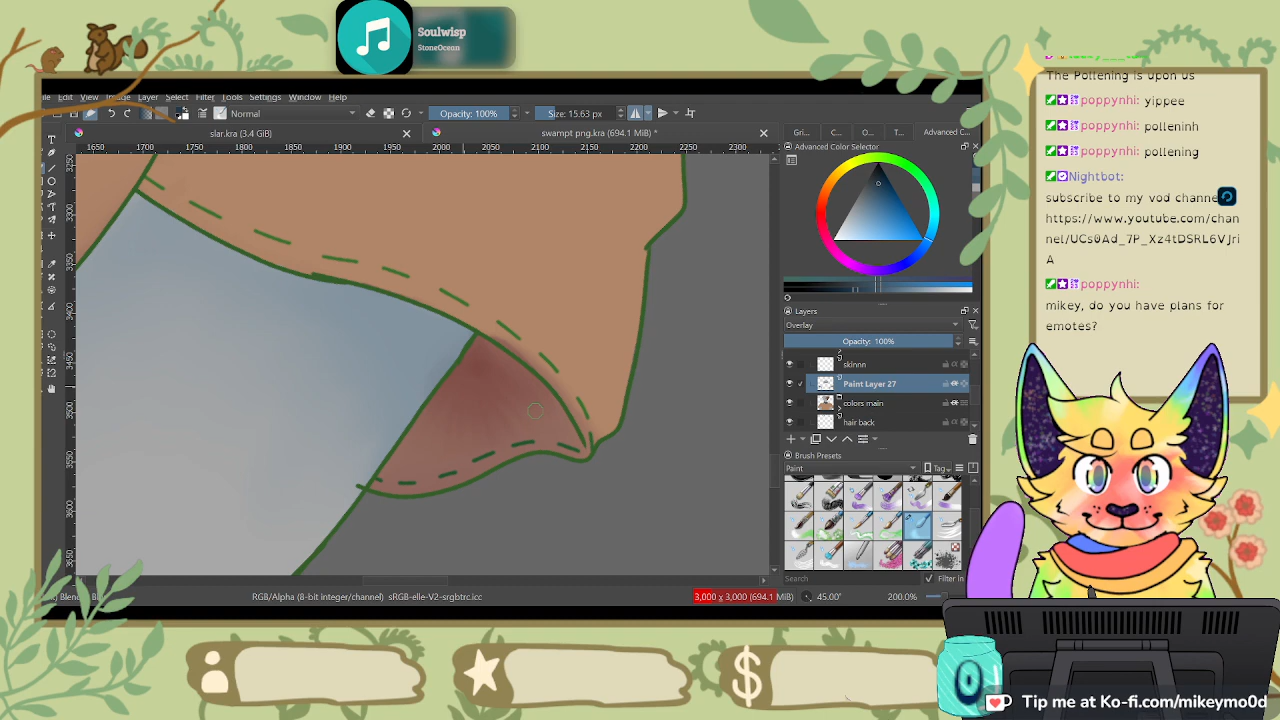 Soulwisp
StoneOcenn
ile Edit View Image Layer Select Filter Tools Settings Window Help
Normal
Opacity: 100%
Size: 15.63 px
slar.kra (3.4 GiB)
swampt png.kra (694.1 MiB) *
Gri...
C...
O...
T...
Advanced C...
1650 1700 1750 1800 1850 1900 1950 2000 2050 2100 2150 2200 2250 2300
Advanced Color Selector
Layers
Overlay
Opacity: 100%
skinnn
Paint Layer 27
colors main
hair back
Brush Presets
Paint
Tag
Search
Filter in
RGB/Alpha (8-bit integer/channel) sRGB-elle-V2-srgbtrc.icc
3,000 x 3,000 (694.1 MiB)
45.00°
200.0%
The Pollening is upon us
poppynhi: yippee
poppynhi: polleninh
poppynhi: pollening
Nightbot:
subscribe to my vod channe
https://www.youtube.com/chan
nel/UCs0Ad_7P_Xz4tDSRL6VJri
A
poppynhi:
mikey, do you have plans for
emotes?
Tip me at Ko-fi.com/mikeymo0d